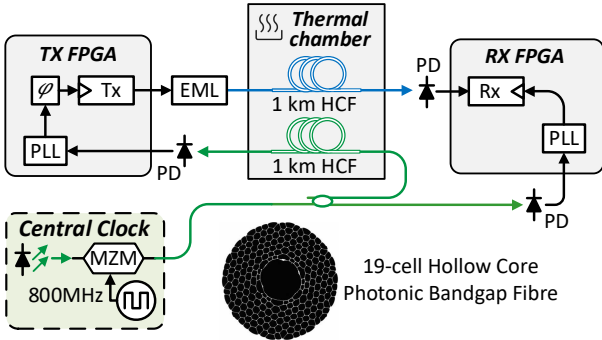 TX FPGA
φ
Tx
EML
PLL
PD
Thermal
chamber
1 km HCF
1 km HCF
RX FPGA
PD
Rx
PLL
PD
Central Clock
MZM
800MHz
19-cell Hollow Core
Photonic Bandgap Fibre